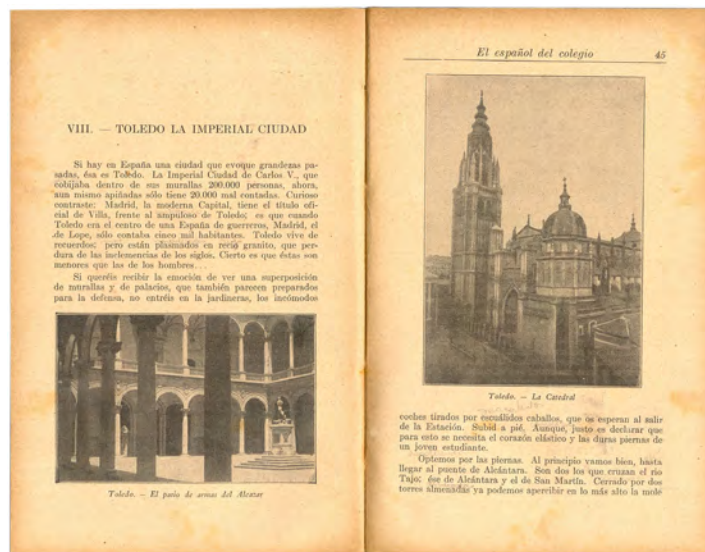 VIII. — TOLEDO LA IMPERIAL CIUDAD
Si hay en España una ciudad que evoque grandezas pa-
sadas, ésa es Toledo. La Imperial Ciudad de Carlos V., que
cobijaba dentro de sus murallas 200.000 personas, ahora,
aun mismo apiñadas sólo tiene 20.000 mal contadas. Curioso
contraste: Madrid, la moderna Capital, tiene el título ofi-
cial de Villa, frente al ampuloso de Toledo; es que cuando
Toledo era el centro de una España de guerreros, Madrid, el
de Lope, sólo contaba cinco mil habitantes. Toledo vive de
recuerdos; pero están plasmados en recio granito, que per-
dura de las inclemencias de los siglos. Cierto es que éstas son
menores que las de los hombres...
Si queréis recibir la emoción de ver una superposición
de murallas y de palacios, que también parecen preparados
para la defensa, no entréis en la jardineras, los incómodos
Toledo. — El patio de armas del Alcazar
El español del colegio 45
Toledo. — La Catedral
coches tirados por escuálidos caballos, que os esperan al salir
de la Estación. Subid a pié. Aunque, justo es declarar que
para esto se necesita el corazón elástico y las duras piernas de
un joven estudiante.
Optemos por las piernas. Al principio vamos bien, hasta
llegar al puente de Alcántara. Son dos los que cruzan el río
Tajo; ése de Alcántara y el de San Martín. Cerrado por dos
torres almenadas ya podemos apercibir en lo más alto la mole